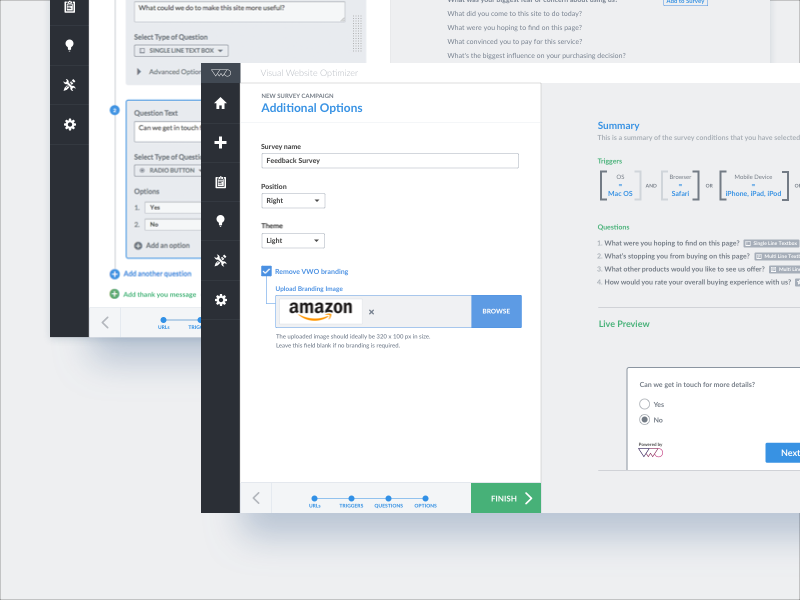 What could we do to make this site more useful?
Select Type of Question
SINGLE LINE TEXT BOX
Advanced Option
2
Question Text
Can we get in touch
Select Type of Question
RADIO BUTTON
Options
1. Yes
2. No
Add an option
Add another question
Add thank you message
URLs
What was your biggest fear or concern about using us?
Add to Survey
What did you come to this site to do today?
What were you hoping to find on this page?
What convinced you to pay for this service?
What's the biggest influence on your purchasing decision?
VWO
Visual Website Optimizer
NEW SURVEY CAMPAIGN
Additional Options
Survey name
Feedback Survey
Position
Right
Theme
Light
Remove VWO branding
Upload Branding Image
amazon
×
BROWSE
The uploaded image should ideally be 320 x 100 px in size.
Leave this field blank if no branding is required.
URLs TRIGGERS QUESTIONS OPTIONS
FINISH
Summary
This is a summary of the survey conditions that you have selected
Triggers
OS = Mac OS AND Browser = Safari OR Mobile Device = iPhone, iPad, iPod
Questions
1. What were you hoping to find on this page? Single Line Textbox
2. What's stopping you from buying on this page? Multi Line Text
3. What other products would you like to see us offer? Multi Line
4. How would you rate your overall buying experience with us?
Live Preview
Can we get in touch for more details?
Yes
No
Powered by
VWO
Next